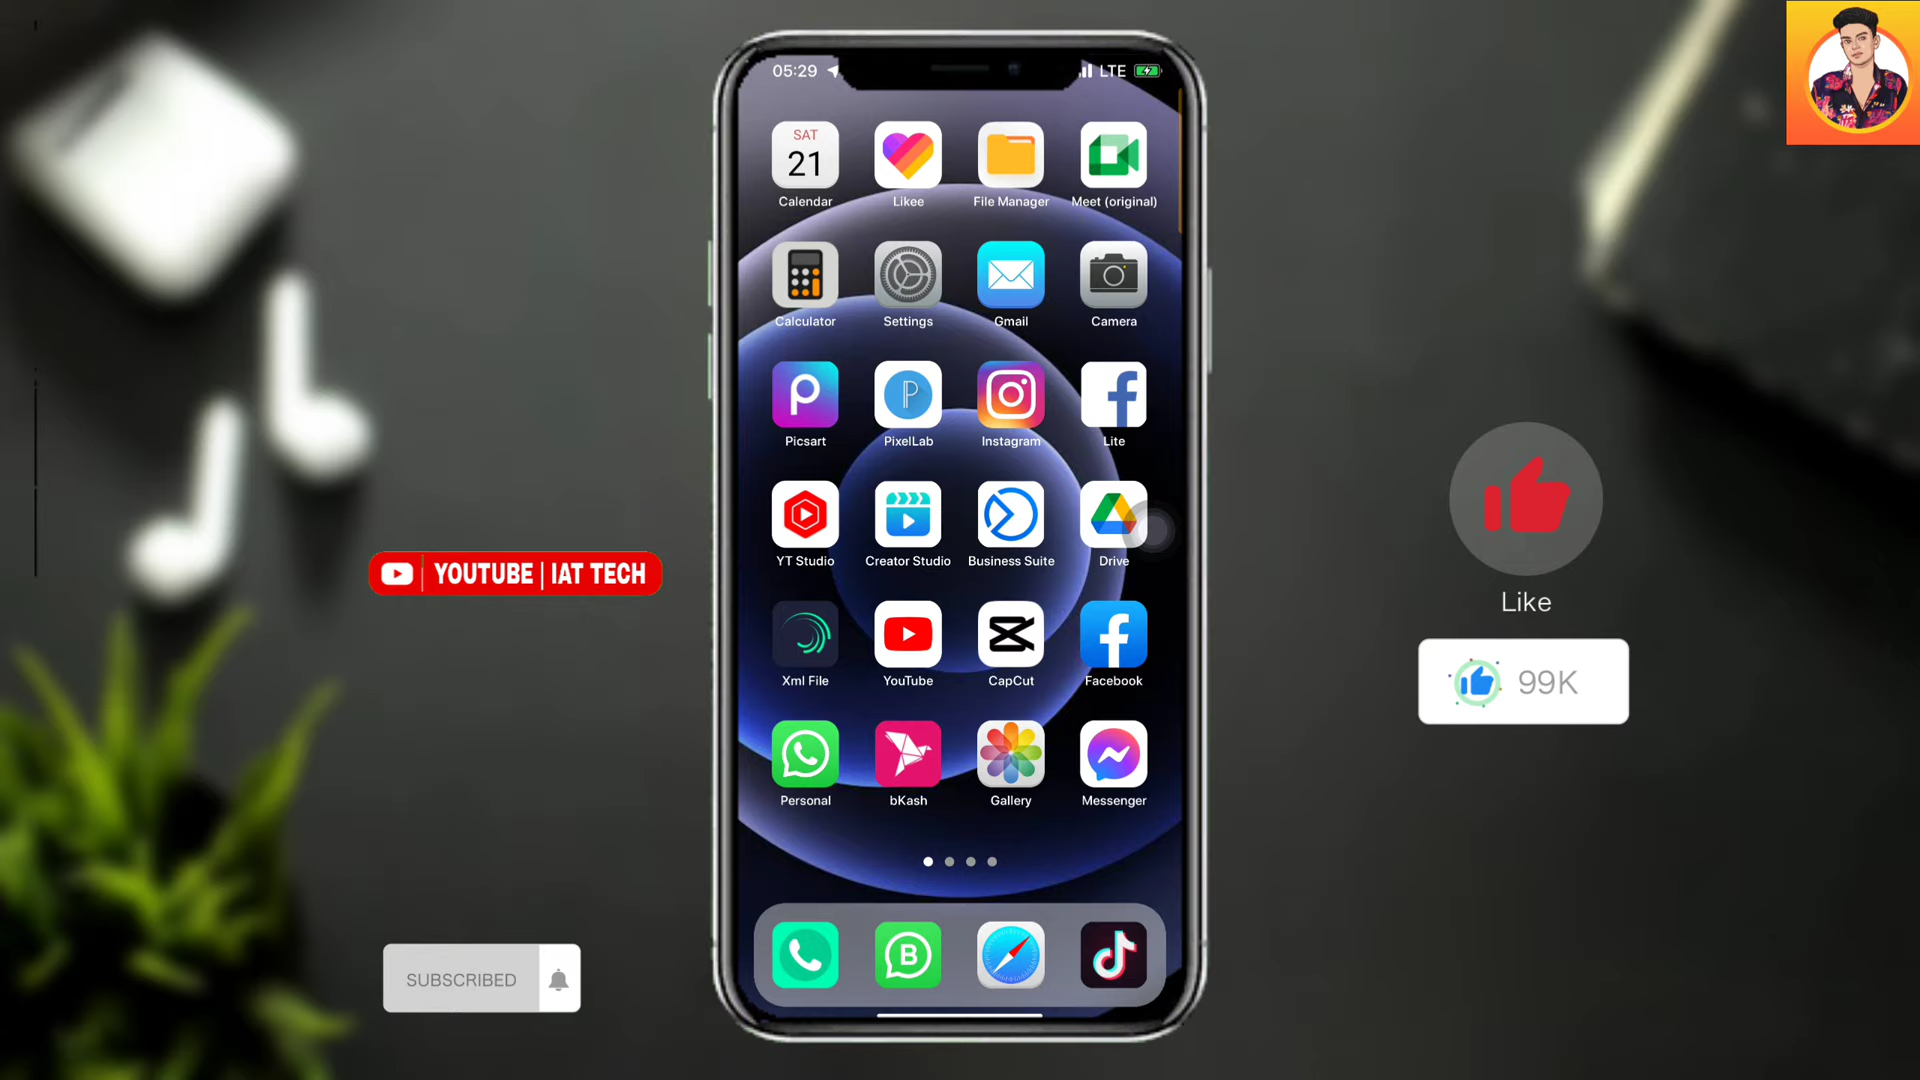 05:29 LTE
SAT
21
Calendar Likee File Manager Meet (original)
Calculator Settings Gmail Camera
Picsart PixelLab Instagram Lite
YT Studio Creator Studio Business Suite Drive
Xml File YouTube CapCut Facebook
Personal bKash Gallery Messenger
B
YOUTUBE | IAT TECH
SUBSCRIBED
Like
99K